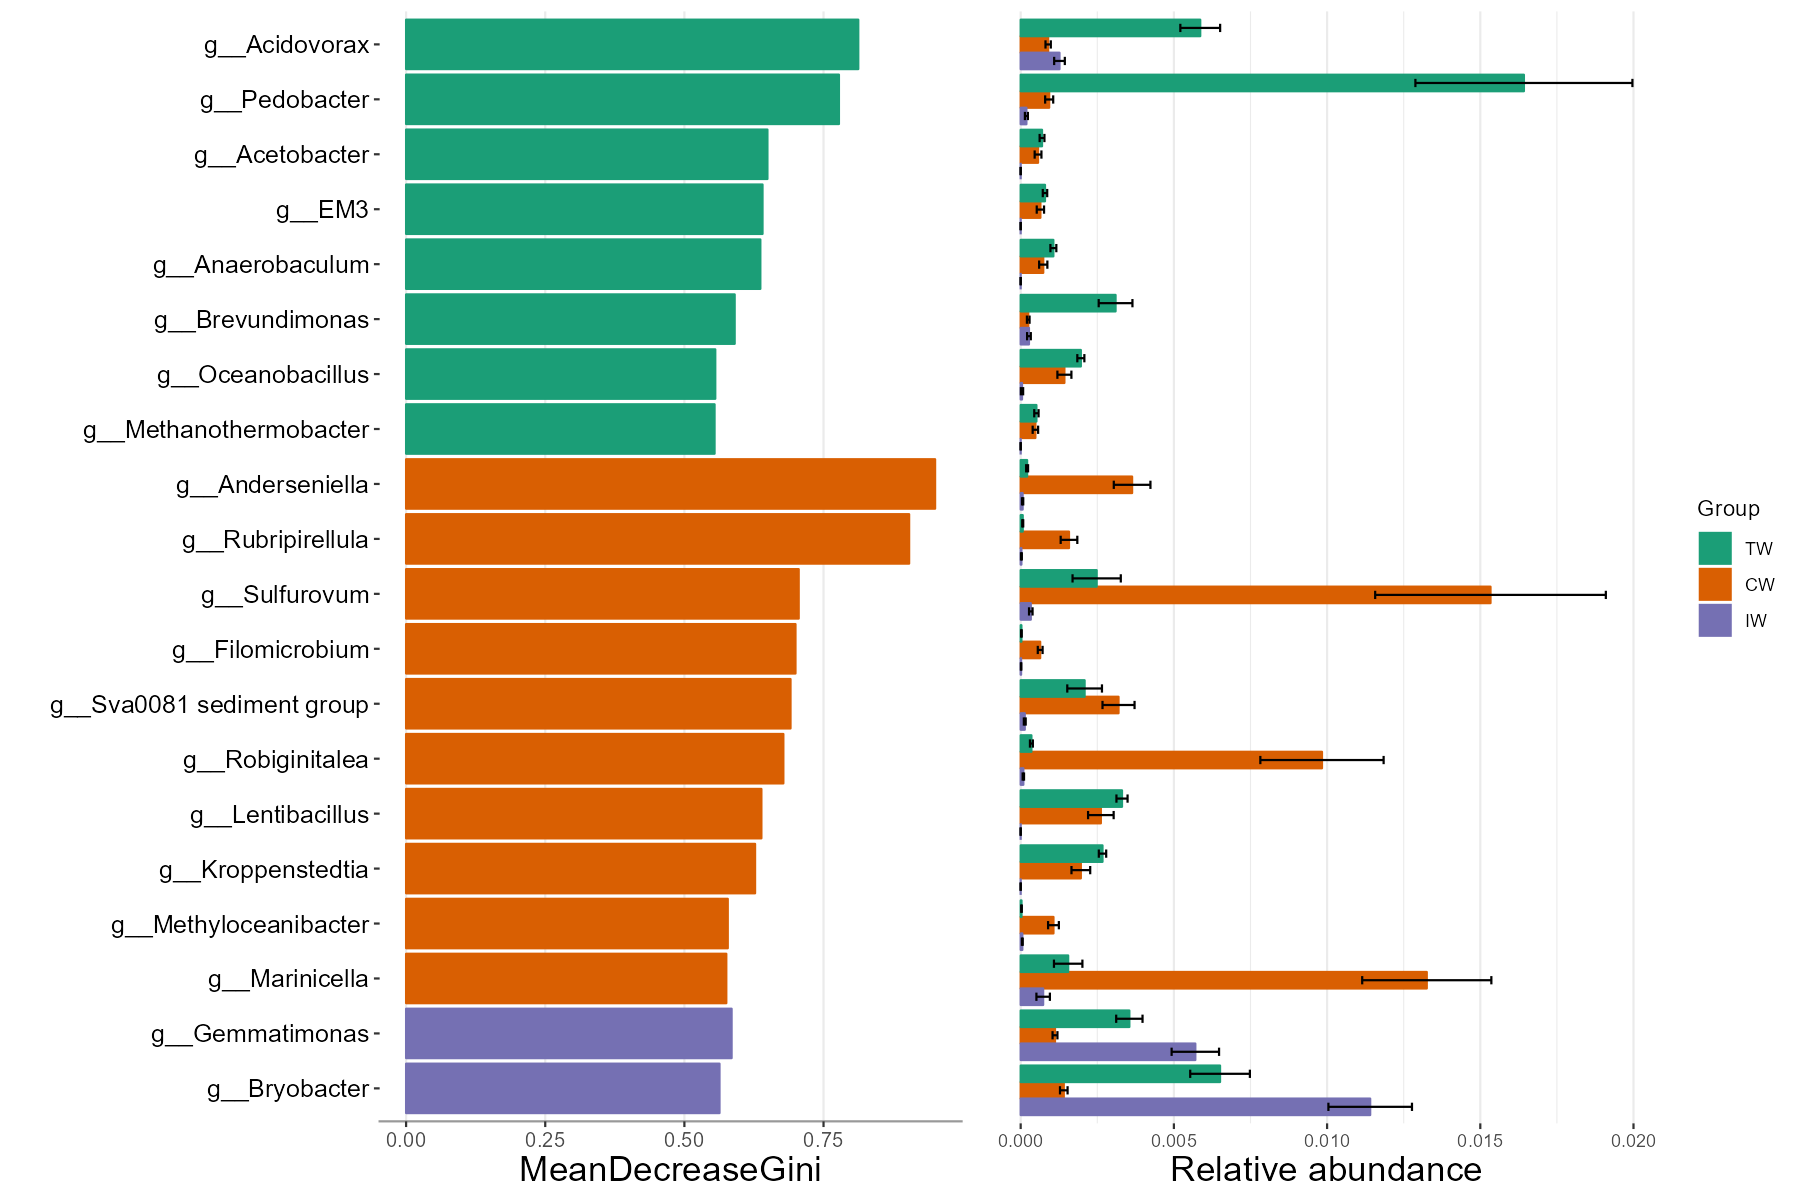 g__Acidovorax
g__Pedobacter
g__Acetobacter
g__EM3
g__Anaerobaculum
g__Brevundimonas
g__Oceanobacillus
g__Methanothermobacter
g__Anderseniella
g__Rubripirellula
g__Sulfurovum
g__Filomicrobium
g__Sva0081 sediment group
g__Robiginitalea
g__Lentibacillus
g__Kroppenstedtia
g__Methyloceanibacter
g__Marinicella
g__Gemmatimonas
g__Bryobacter
0.00 0.25 0.50 0.75
MeanDecreaseGini
0.000 0.005 0.010 0.015 0.020
Relative abundance
Group
TW
CW
IW